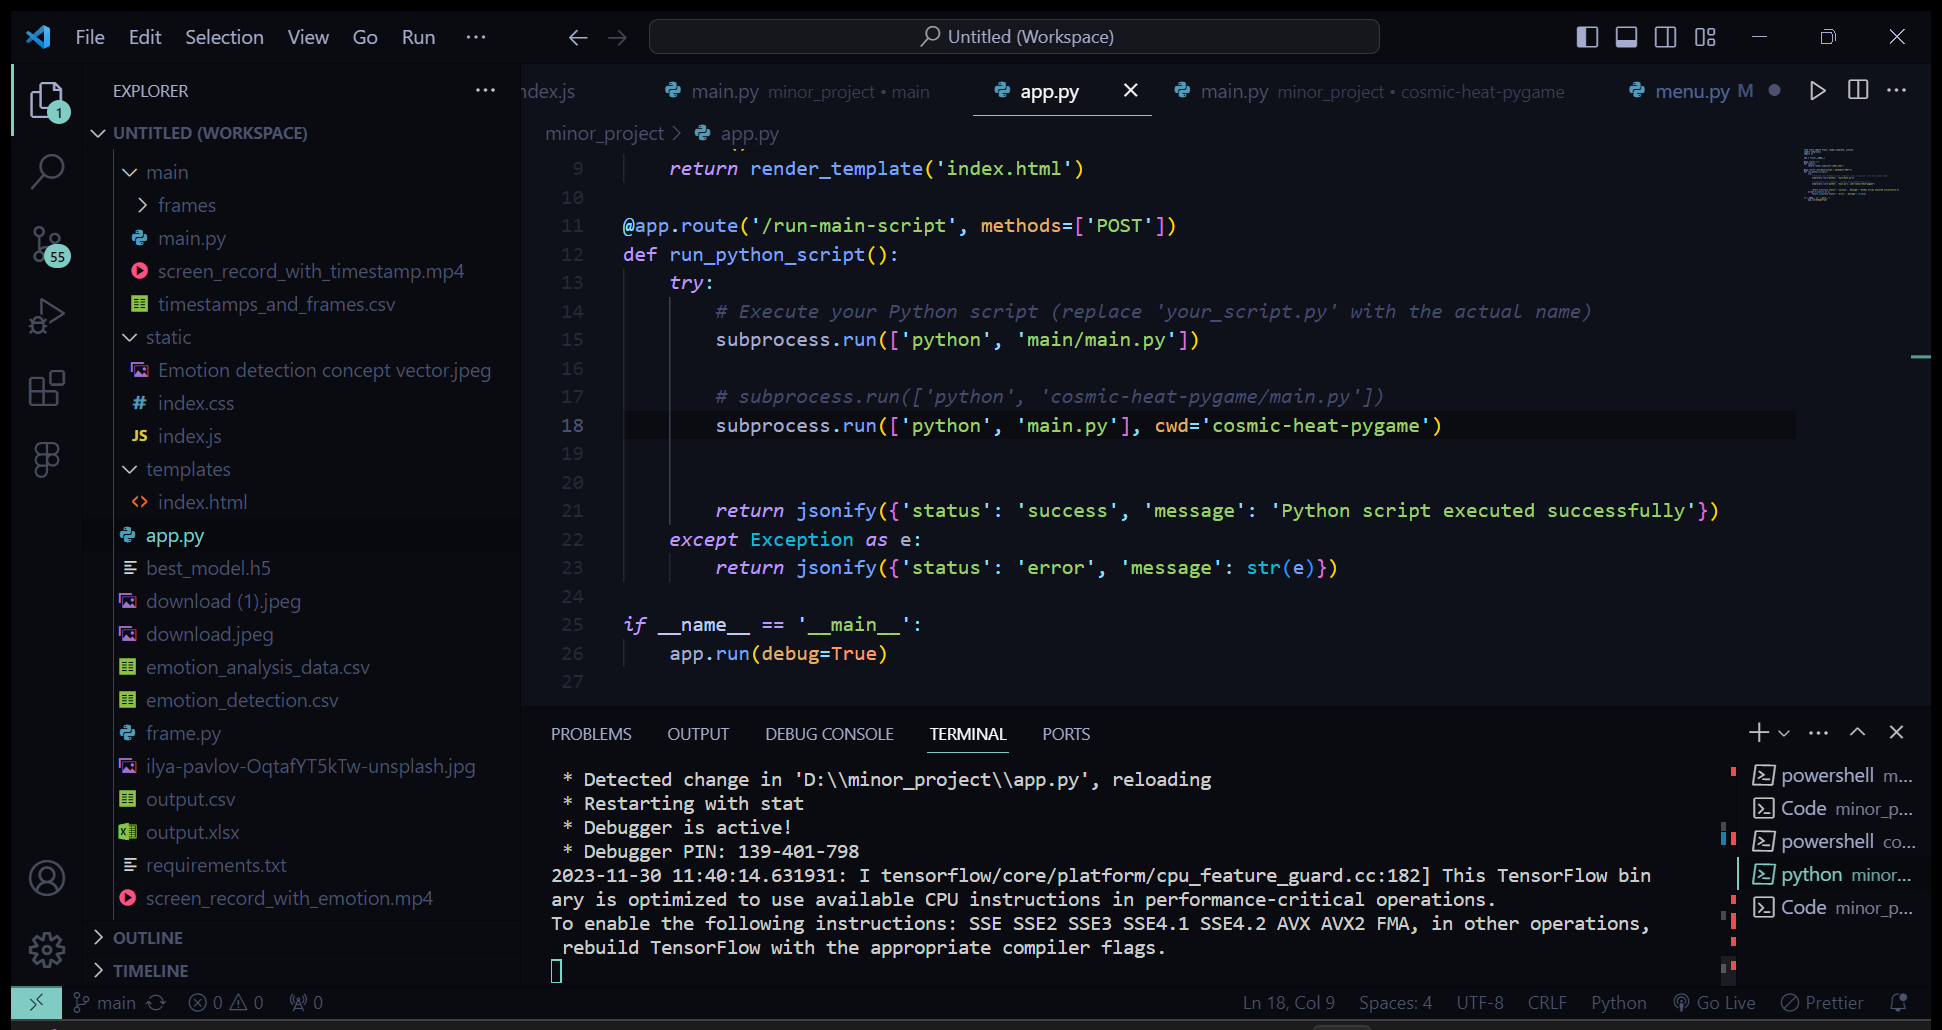 File Edit Selection View Go Run ··· Untitled (Workspace)
EXPLORER ···
ndex.js main.py minor_project • main app.py main.py minor_project • cosmic-heat-pygame menu.py M
1
UNTITLED (WORKSPACE)
minor_project > app.py
main
frames
main.py
screen_record_with_timestamp.mp4
55
timestamps_and_frames.csv
static
Emotion detection concept vector.jpeg
# index.css
JS index.js
templates
<> index.html
app.py
best_model.h5
download (1).jpeg
download.jpeg
emotion_analysis_data.csv
emotion_detection.csv
frame.py
ilya-pavlov-OqtafYT5kTw-unsplash.jpg
output.csv
output.xlsx
requirements.txt
screen_record_with_emotion.mp4
OUTLINE
TIMELINE
9 return render_template('index.html')
10
11 @app.route('/run-main-script', methods=['POST'])
12 def run_python_script():
13 try:
14 # Execute your Python script (replace 'your_script.py' with the actual name)
15 subprocess.run(['python', 'main/main.py'])
16
17 # subprocess.run(['python', 'cosmic-heat-pygame/main.py'])
18 subprocess.run(['python', 'main.py'], cwd='cosmic-heat-pygame')
19
20
21 return jsonify({'status': 'success', 'message': 'Python script executed successfully'})
22 except Exception as e:
23 return jsonify({'status': 'error', 'message': str(e)})
24
25 if __name__ == '__main__':
26 app.run(debug=True)
27
PROBLEMS OUTPUT DEBUG CONSOLE TERMINAL PORTS
* Detected change in 'D:\\minor_project\\app.py', reloading
* Restarting with stat
* Debugger is active!
* Debugger PIN: 139-401-798
2023-11-30 11:40:14.631931: I tensorflow/core/platform/cpu_feature_guard.cc:182] This TensorFlow bin
ary is optimized to use available CPU instructions in performance-critical operations.
To enable the following instructions: SSE SSE2 SSE3 SSE4.1 SSE4.2 AVX AVX2 FMA, in other operations,
rebuild TensorFlow with the appropriate compiler flags.
powershell m...
Code minor_p...
powershell co...
python minor...
Code minor_p...
main 0 0 0 Ln 18, Col 9 Spaces: 4 UTF-8 CRLF Python Go Live Prettier